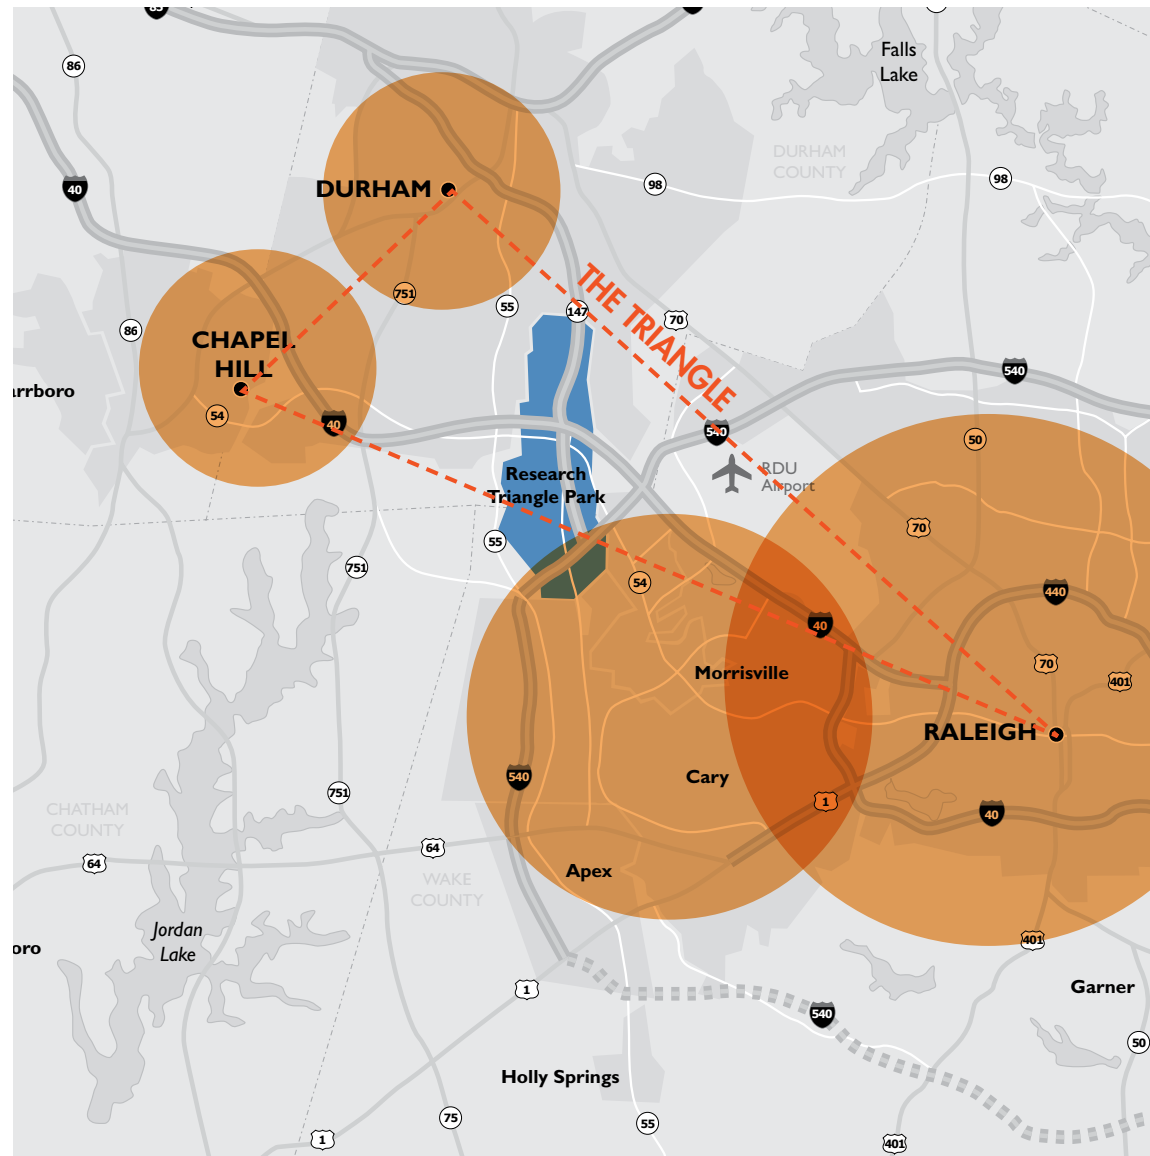 85
86
Falls
Lake
DURHAM
COUNTY
98
98
40
DURHAM
751
55
147
THE TRIANGLE
70
86
CHAPEL
HILL
540
arrboro
54
40
540
50
RDU
Airport
Research
Triangle Park
70
55
751
54
440
40
Morrisville
70
401
RALEIGH
540
Cary
751
1
40
CHATHAM
COUNTY
64
64
Apex
WAKE
COUNTY
Jordan
Lake
oro
401
1
Garner
540
50
Holly Springs
75
55
1
401